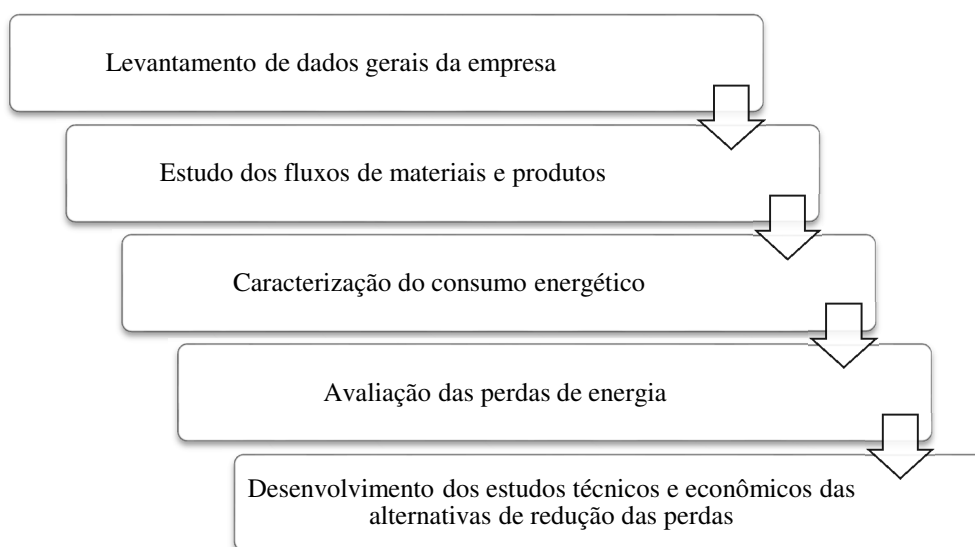 Levantamento de dados gerais da empresa
Estudo dos fluxos de materiais e produtos
Caracterização do consumo energético
Avaliação das perdas de energia
Desenvolvimento dos estudos técnicos e econômicos das
alternativas de redução das perdas